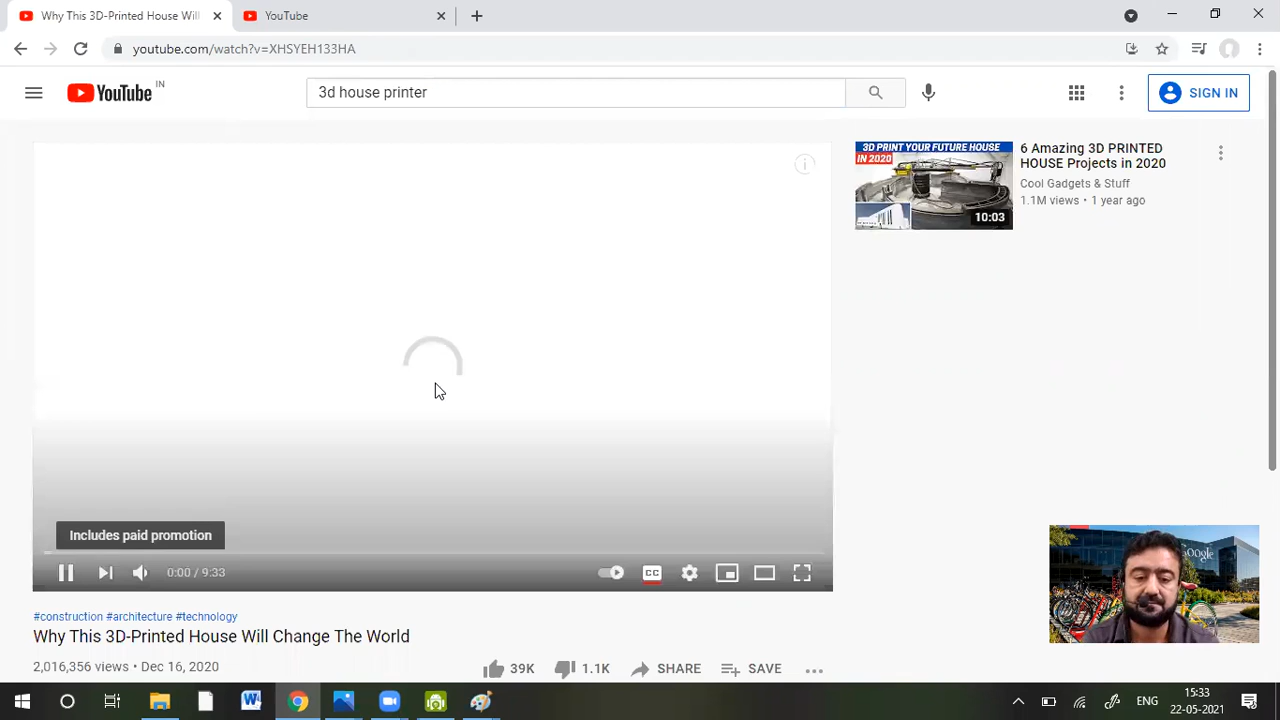 Why This 3D-Printed House Will
YouTube
youtube.com/watch?v=XHSYEH133HA
YouTube IN
3d house printer
SIGN IN
3D PRINT YOUR FUTURE HOUSE
IN 2020
10:03
6 Amazing 3D PRINTED
HOUSE Projects in 2020
Cool Gadgets & Stuff
1.1M views • 1 year ago
Includes paid promotion
0:00 / 9:33
CC
Google
#construction #architecture #technology
Why This 3D-Printed House Will Change The World
2,016,356 views • Dec 16, 2020
39K
1.1K
SHARE
SAVE
ENG
15:33
22-05-2021